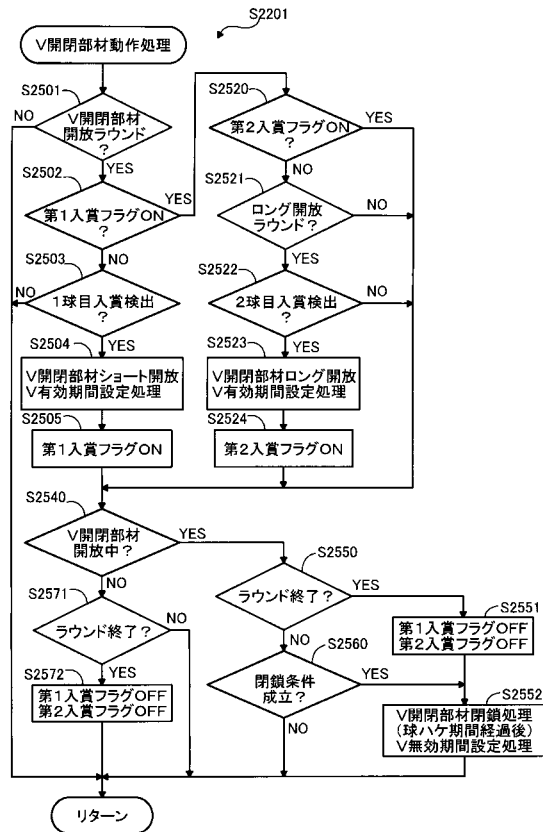 S2201
V開閉部材動作処理
S2501
NO
V開閉部材
開放ラウンド
?
YES
S2502
YES
第1入賞フラグON
?
NO
S2503
NO
1球目入賞検出
?
YES
S2504
V開閉部材ショート開放
V有効期間設定処理
S2505
第1入賞フラグON
S2520
YES
第2入賞フラグON
?
NO
S2521
NO
ロング開放
ラウンド?
YES
S2522
NO
2球目入賞検出
?
YES
S2523
V開閉部材ロング開放
V有効期間設定処理
S2524
第2入賞フラグON
S2540
YES
V開閉部材
開放中?
NO
S2571
NO
ラウンド終了?
YES
S2572
第1入賞フラグOFF
第2入賞フラグOFF
S2550
YES
ラウンド終了?
NO
S2551
第1入賞フラグOFF
第2入賞フラグOFF
S2560
YES
閉鎖条件
成立?
NO
S2552
V開閉部材閉鎖処理
(球ハケ期間経過後)
V無効期間設定処理
リターン